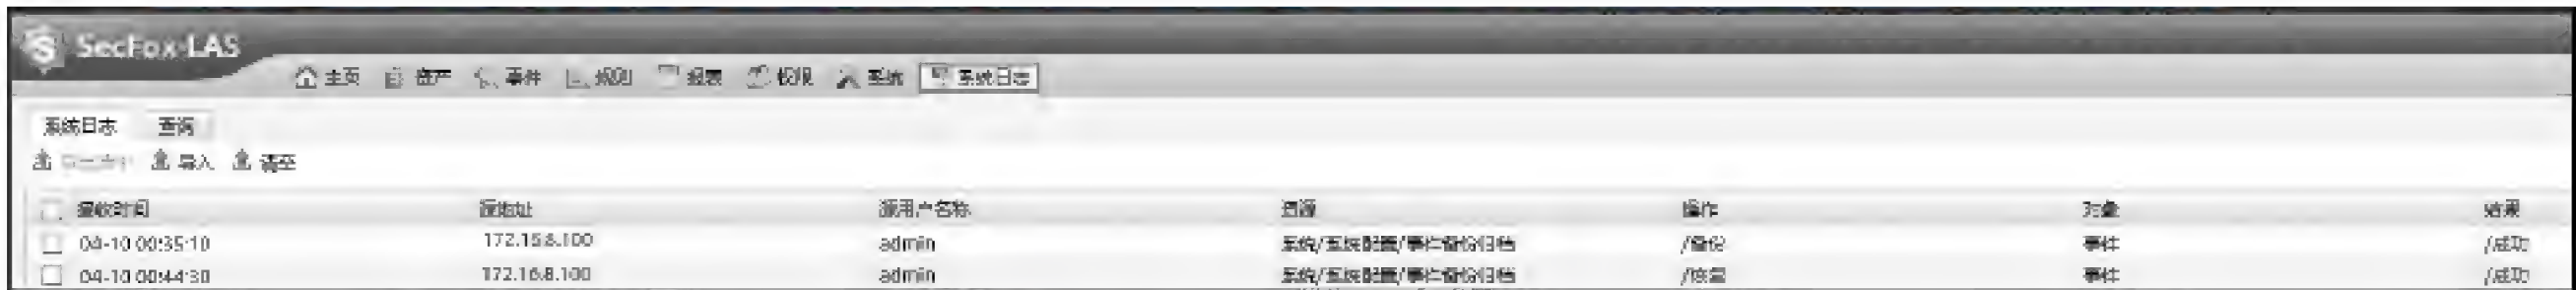 SecFox-LAS
主页 资产 事件 规则 报表 权限 系统 系统日志
系统日志 查询
导入 清空
接收时间 源地址 源用户名称 资源 操作 对象 结果
04-10 00:35:10 172.16.8.100 admin 系统/系统配置/事件备份归档 /备份 事件 /成功
04-10 00:44:30 172.16.8.100 admin 系统/系统配置/事件备份归档 /恢复 事件 /成功